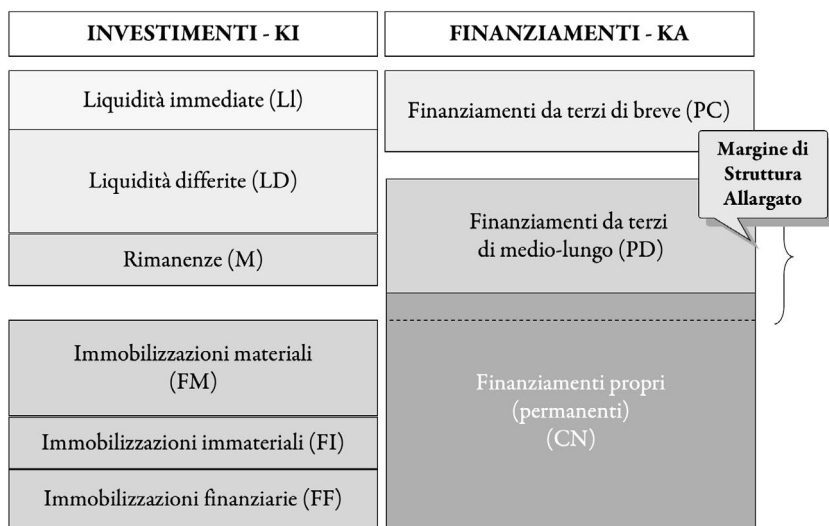 INVESTIMENTI - KI
FINANZIAMENTI - KA
Liquidità immediate (Ll)
Liquidità differite (LD)
Rimanenze (M)
Immobilizzazioni materiali
(FM)
Immobilizzazioni immateriali (FI)
Immobilizzazioni finanziarie (FF)
Finanziamenti da terzi di breve (PC)
Margine di
Struttura
Allargato
Finanziamenti da terzi
di medio-lungo (PD)
Finanziamenti propri
(permanenti)
(CN)